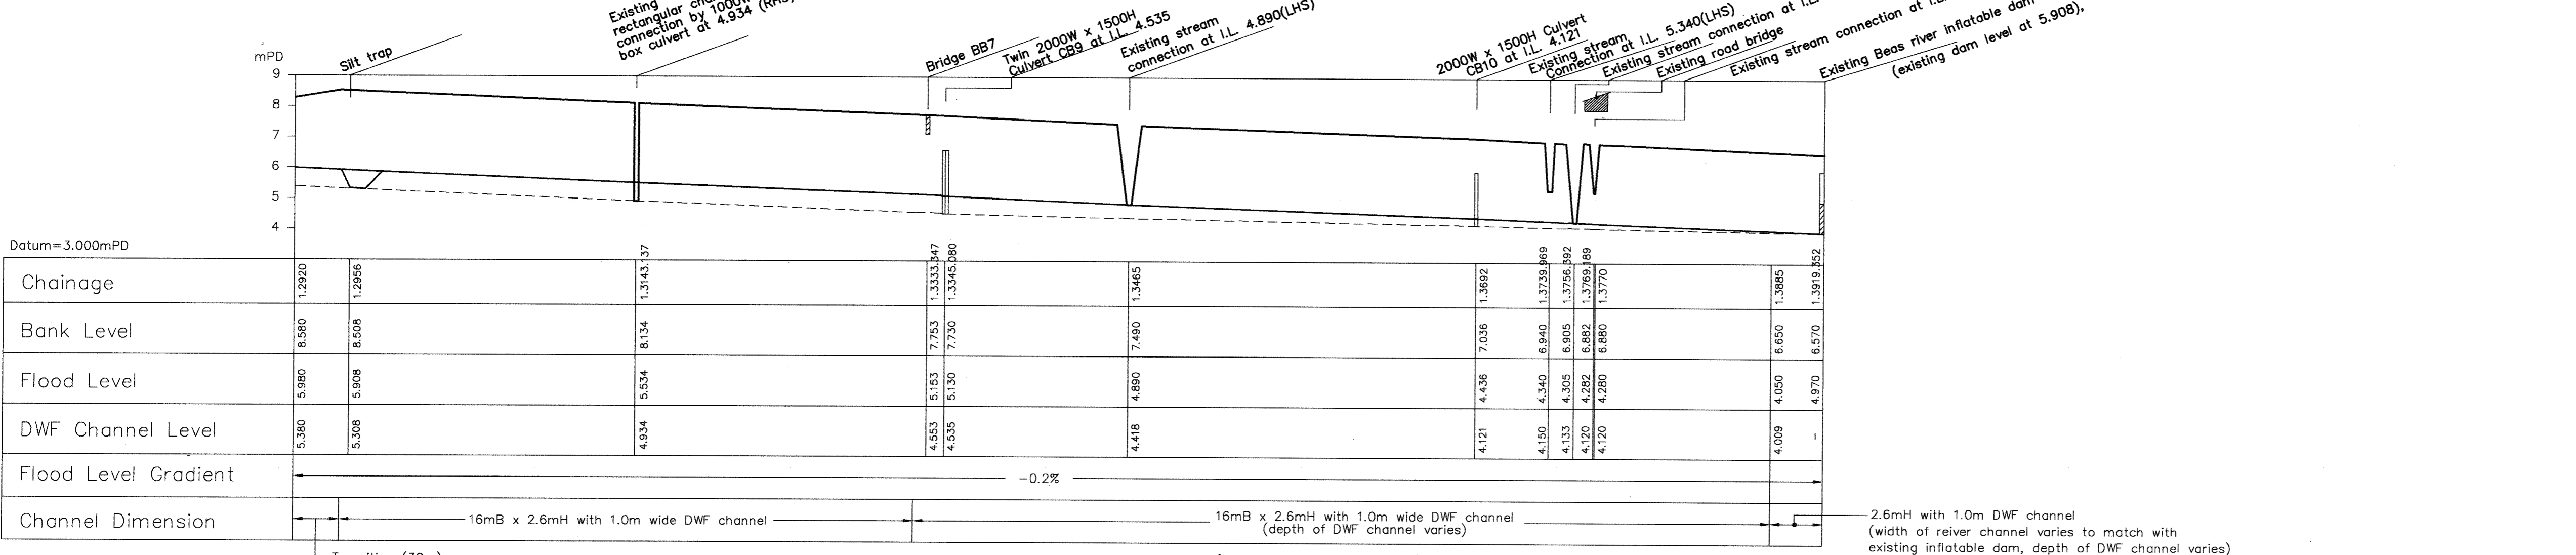 Existing
rectangular
connection by
box culvert at 4.934
Silt trap
Bridge BB7
Twin 2000W x 1500H
Culvert CB9 at I.L. 4.535
Existing stream
connection at I.L. 4.890(LHS)
2000W x 1500H Culvert
CB10 at I.L. 4.121
Existing stream
Connection at I.L. 5.340(LHS)
Existing stream connection at
Existing road bridge
Existing stream connection at
Existing Beas river inflatable dam
(existing dam level at 5.908),
mPD
9
8
7
6
5
4
Datum=3.000mPD
Chainage 1.2920 1.2956 1.3143.137 1.3333.347 1.3345.080 1.3465 1.3692 1.3739.969 1.3756.392 1.3769.189 1.3770 1.3885 1.3919.352
Bank Level 8.580 8.508 8.134 7.753 7.730 7.490 7.036 6.940 6.905 6.882 6.880 6.650 6.570
Flood Level 5.980 5.908 5.534 5.153 5.130 4.890 4.436 4.340 4.305 4.282 4.280 4.050 4.970
DWF Channel Level 5.380 5.308 4.934 4.553 4.535 4.418 4.121 4.150 4.133 4.120 4.120 4.009 -
Flood Level Gradient -0.2%
Channel Dimension
16mB x 2.6mH with 1.0m wide DWF channel
16mB x 2.6mH with 1.0m wide DWF channel
(depth of DWF channel varies)
2.6mH with 1.0m DWF channel
(width of reiver channel varies to match with
existing inflatable dam, depth of DWF channel varies)